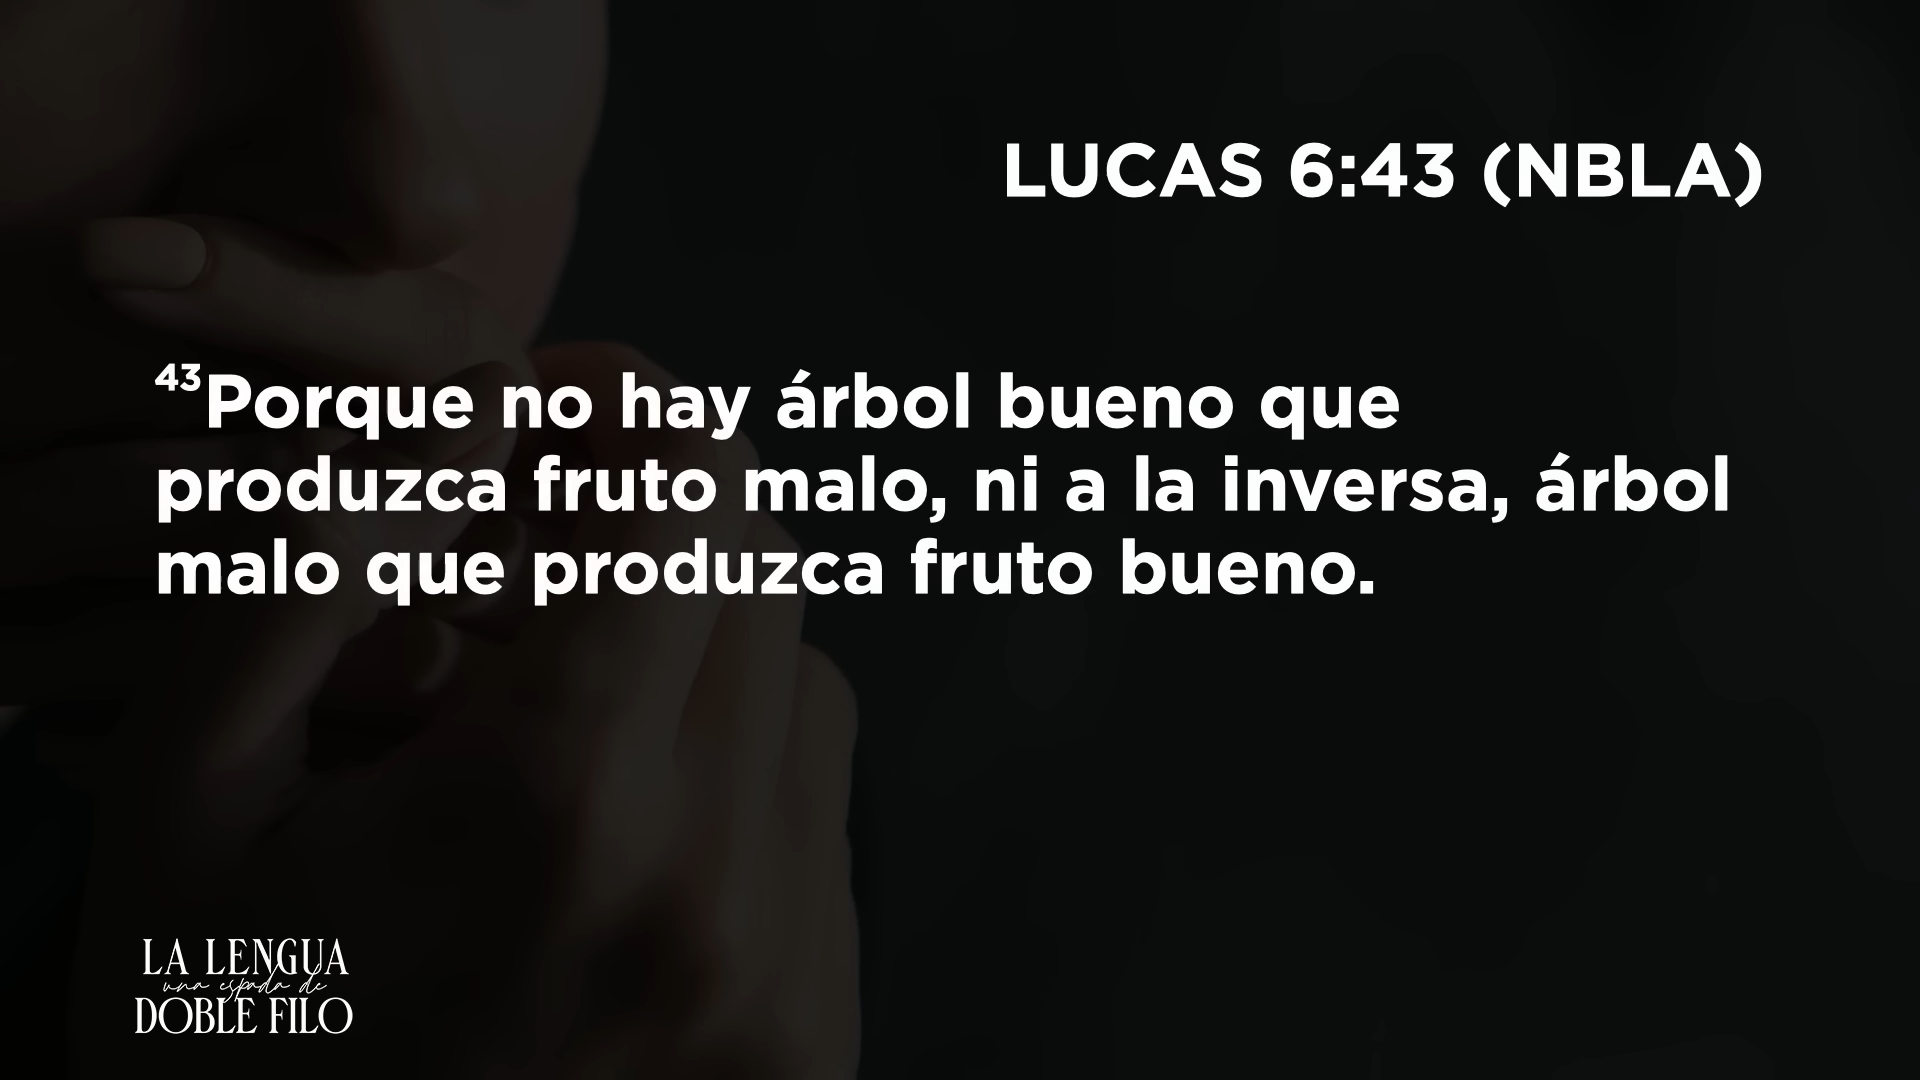 LUCAS 6:43 (NBLA)
⁴³Porque no hay árbol bueno que
produzca fruto malo, ni a la inversa, árbol
malo que produzca fruto bueno.
LA LENGUA
una espada de
DOBLE FILO